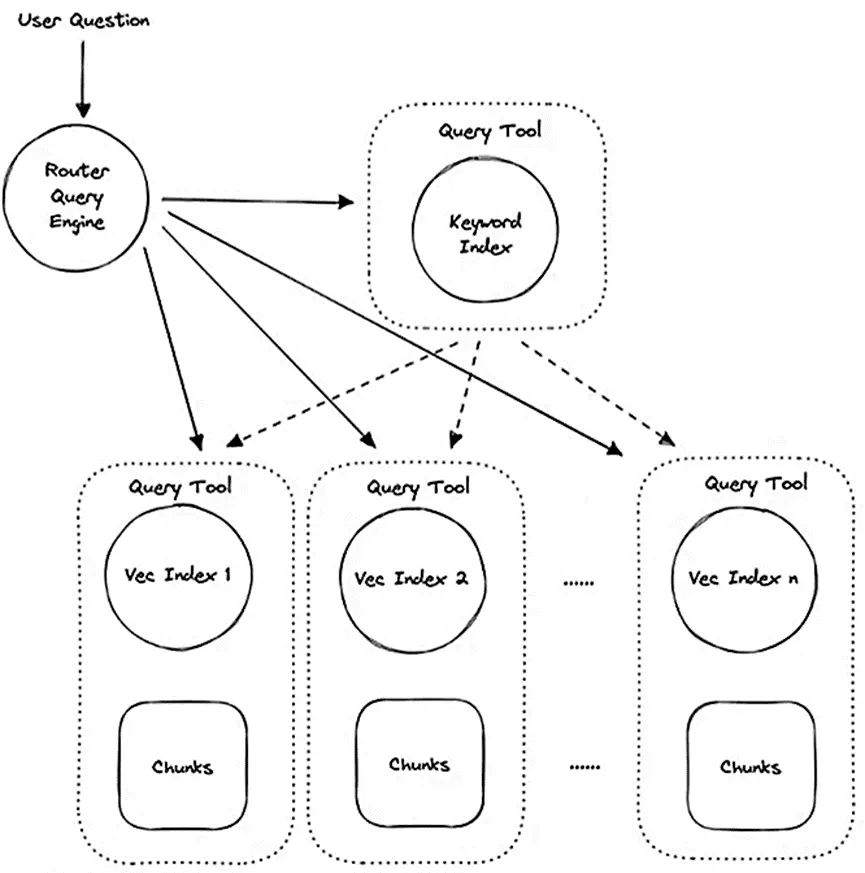 User Question
Router
Query
Engine
Query Tool
Keyword
Index
Query Tool
Query Tool
Query Tool
Vec Index 1
Vec Index 2
......
Vec Index n
Chunks
Chunks
......
Chunks